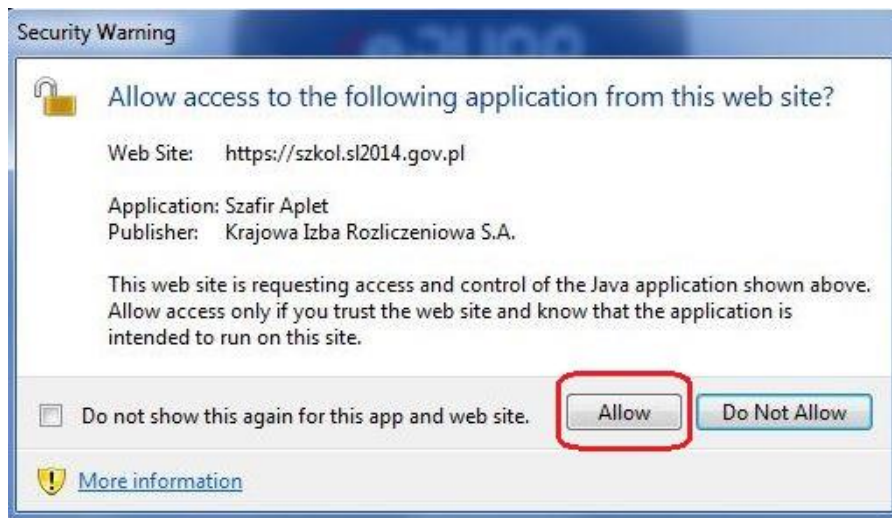 Security Warning
Allow access to the following application from this web site?
Web Site: https://szkol.sl2014.gov.pl
Application: Szafir Aplet
Publisher: Krajowa Izba Rozliczeniowa S.A.
This web site is requesting access and control of the Java application shown above.
Allow access only if you trust the web site and know that the application is
intended to run on this site.
Do not show this again for this app and web site.
Allow
Do Not Allow
More information